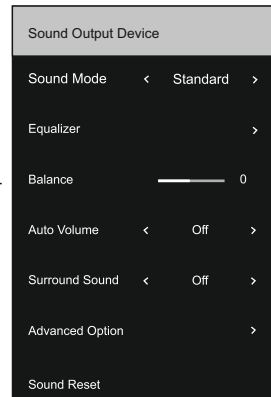 Sound Output Device
Sound Mode < Standard >
Equalizer >
Balance 0
Auto Volume < Off >
Surround Sound < Off >
Advanced Option >
Sound Reset